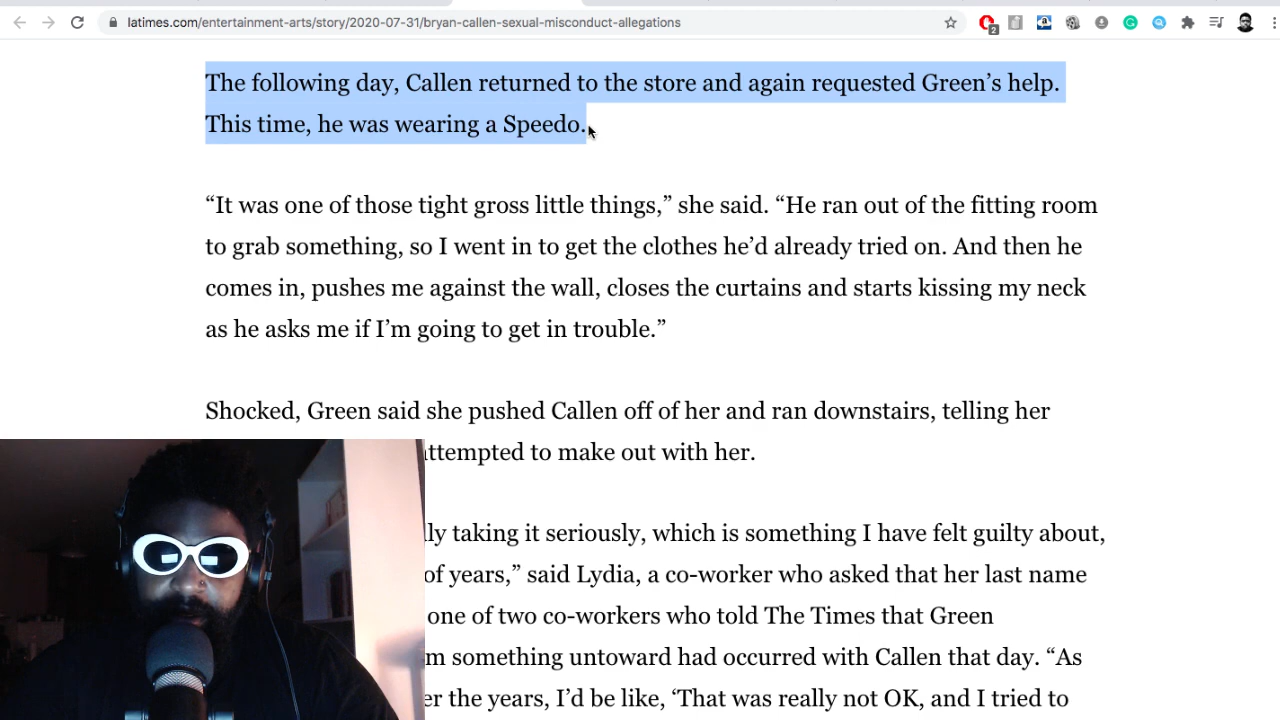 latimes.com/entertainment-arts/story/2020-07-31/bryan-callen-sexual-misconduct-allegations
2
The following day, Callen returned to the store and again requested Green’s help.
This time, he was wearing a Speedo.
“It was one of those tight gross little things,” she said. “He ran out of the fitting room
to grab something, so I went in to get the clothes he’d already tried on. And then he
comes in, pushes me against the wall, closes the curtains and starts kissing my neck
as he asks me if I’m going to get in trouble.”
Shocked, Green said she pushed Callen off of her and ran downstairs, telling her
ttempted to make out with her.
ly taking it seriously, which is something I have felt guilty about,
of years,” said Lydia, a co-worker who asked that her last name
one of two co-workers who told The Times that Green
m something untoward had occurred with Callen that day. “As
er the years, I’d be like, ‘That was really not OK, and I tried to